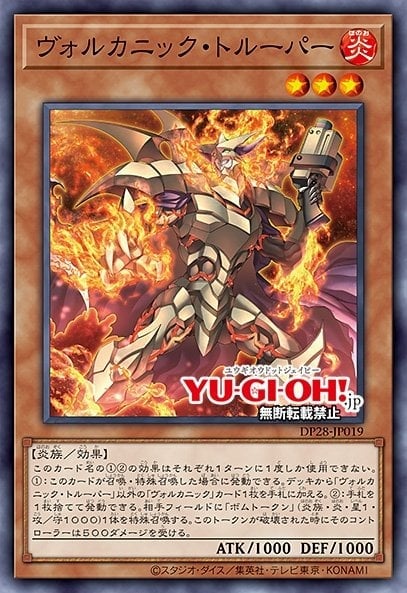 ヴォルカニック・トルーパー
ほのお
炎
ユウギオウドットジェイピー
YU-GI-OH!.jp
無断転載禁止
DP28-JP019
【炎族／効果】
このカード名の①②の効果はそれぞれ1ターンに1度しか使用できない。
①：このカードが召喚・特殊召喚した場合に発動できる。デッキから「ヴォルカ
ニック・トルーパー」以外の「ヴォルカニック」カード1枚を手札に加える。②：手札を
1枚捨てて発動できる。相手フィールドに「ボムトークン」（炎族・炎・星1・
攻／守1000）1体を特殊召喚する。このトークンが破壊された時にそのコン
トローラーは500ダメージを受ける。
ATK/1000 DEF/1000
©スタジオ・ダイス／集英社・テレビ東京・KONAMI